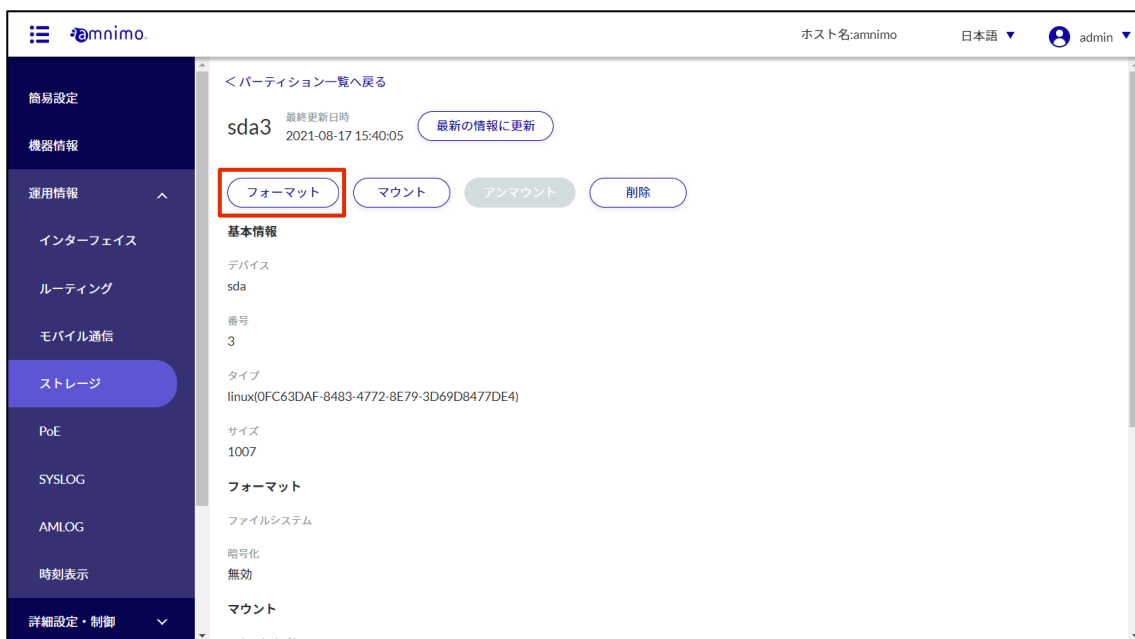 amnimo.
ホスト名:amnimo
日本語 ▼
admin ▼
簡易設定
機器情報
運用情報
インターフェイス
ルーティング
モバイル通信
ストレージ
PoE
SYSLOG
AMLOG
時刻表示
詳細設定・制御
＜パーティション一覧へ戻る
sda3
最終更新日時
2021-08-17 15:40:05
最新の情報に更新
フォーマット
マウント
アンマウント
削除
基本情報
デバイス
sda
番号
3
タイプ
linux(0FC63DAF-8483-4772-8E79-3D69D8477DE4)
サイズ
1007
フォーマット
ファイルシステム
暗号化
無効
マウント